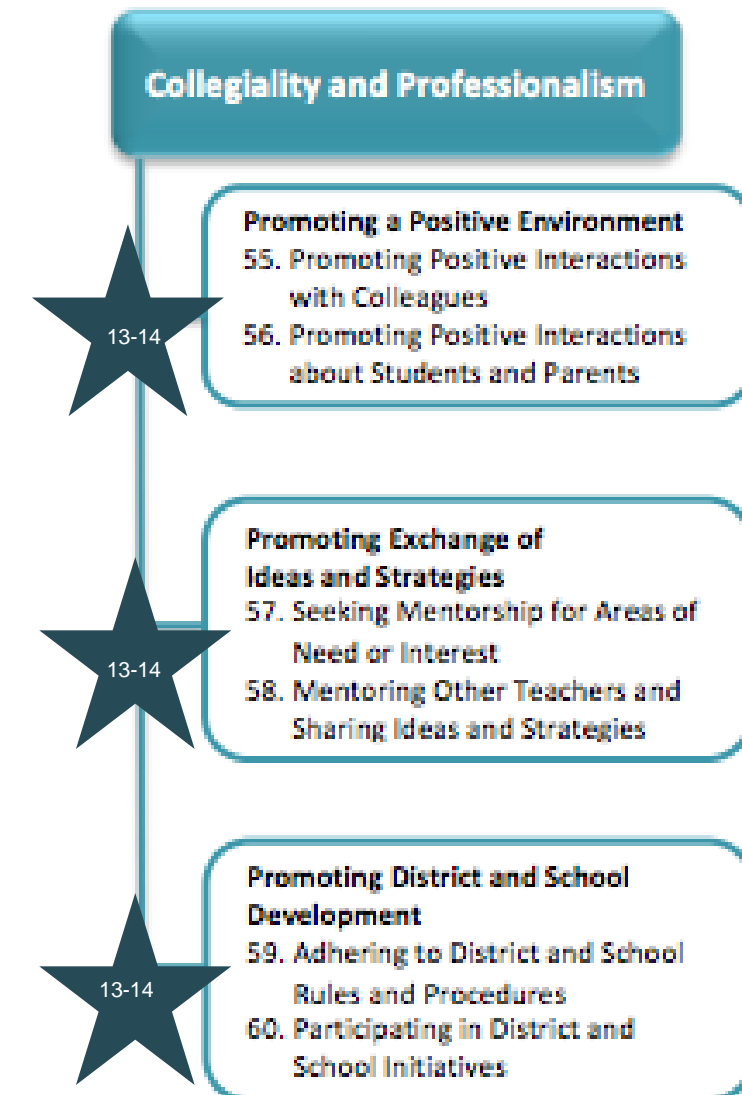 Collegiality and Professionalism
Promoting a Positive Environment
55. Promoting Positive Interactions
with Colleagues
56. Promoting Positive Interactions
about Students and Parents
13-14
Promoting Exchange of
Ideas and Strategies
57. Seeking Mentorship for Areas of
Need or Interest
58. Mentoring Other Teachers and
Sharing Ideas and Strategies
13-14
Promoting District and School
Development
59. Adhering to District and School
Rules and Procedures
60. Participating in District and
School Initiatives
13-14